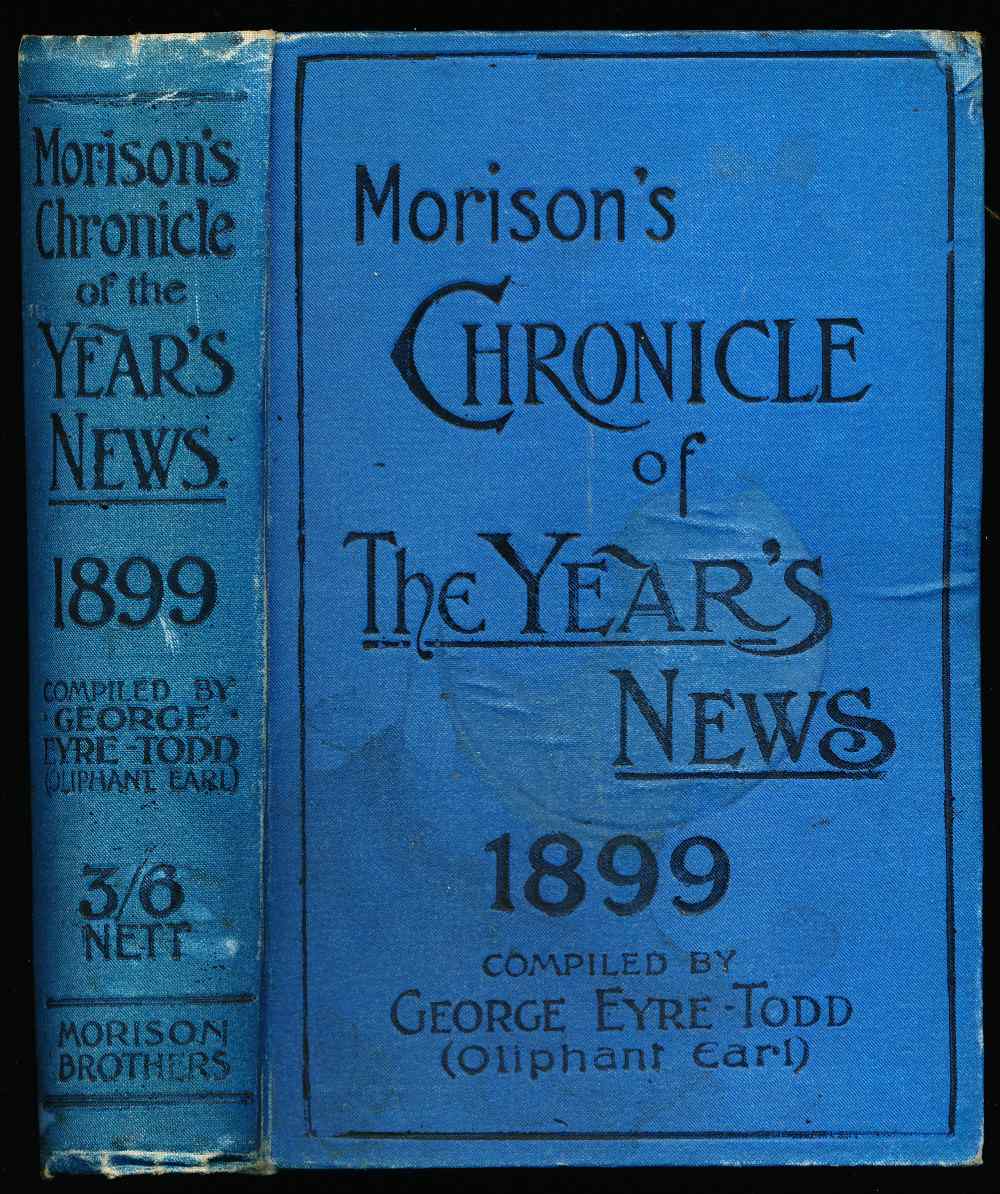 Morison's
Chronicle
of the
YEAR'S
NEWS.
1899
COMPILED BY
GEORGE
EYRE-TODD
(OLIPHANT EARL)
3/6
NETT
MORISON
BROTHERS
Morison's
CHRONICLE
of
The YEAR'S
NEWS
1899
COMPILED BY
GEORGE EYRE-TODD
(Oliphant Earl)